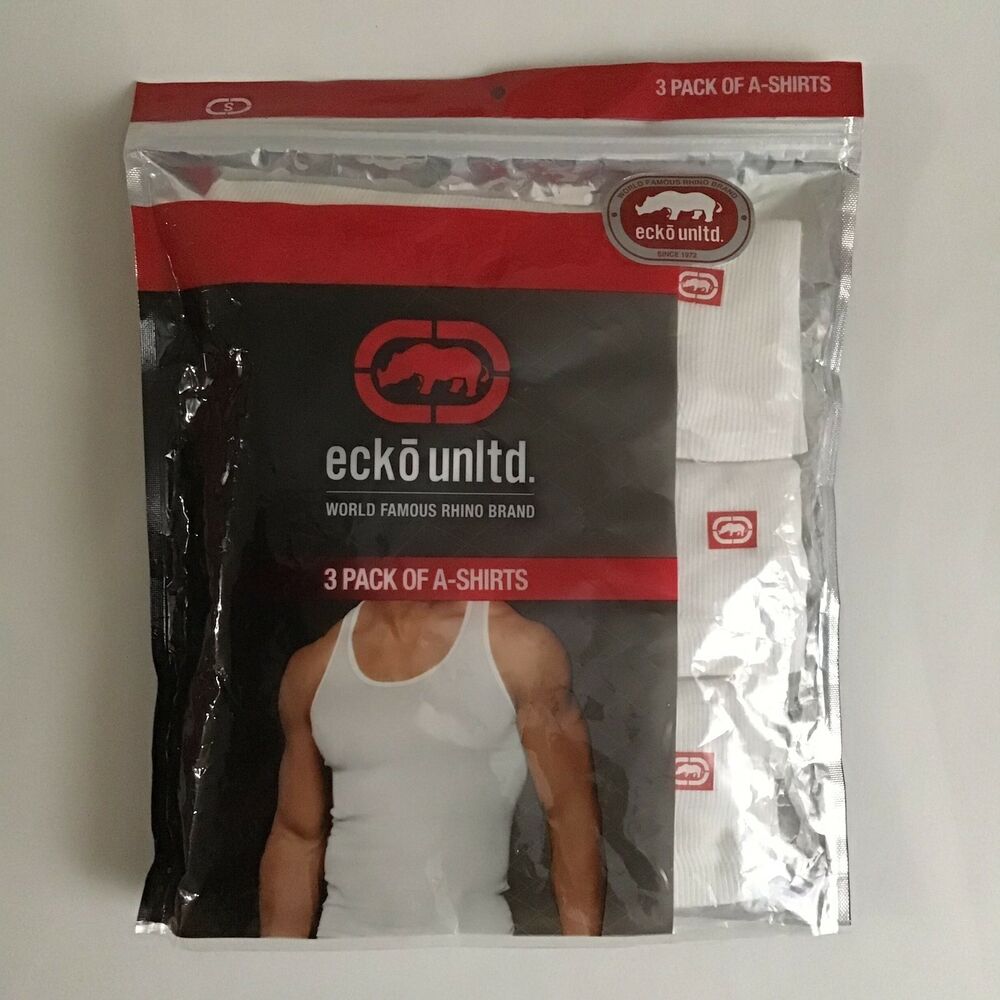 S
3 PACK OF A-SHIRTS
WORLD FAMOUS RHINO BRAND
eckō unltd.
SINCE 1972
eckō unltd.
WORLD FAMOUS RHINO BRAND
3 PACK OF A-SHIRTS